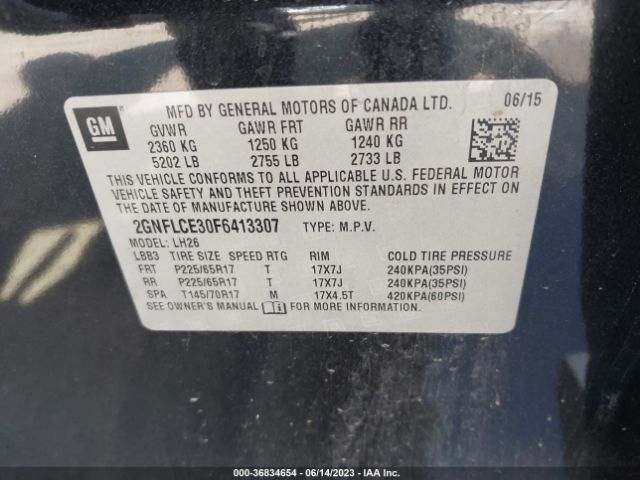 GM
MFD BY GENERAL MOTORS OF CANADA LTD. 06/15
GVWR GAWR FRT GAWR RR
2360 KG 1250 KG 1240 KG
5202 LB 2755 LB 2733 LB
THIS VEHICLE CONFORMS TO ALL APPLICABLE U.S. FEDERAL MOTOR
VEHICLE SAFETY AND THEFT PREVENTION STANDARDS IN EFFECT ON THE
DATE OF MANUFACTURE SHOWN ABOVE.
2GNFLCE30F6413307 TYPE: M.P.V.
MODEL: LH26
LBB3 TIRE SIZE SPEED RTG RIM COLD TIRE PRESSURE
FRT P225/65R17 T 17X7J 240KPA(35PSI)
RR P225/65R17 T 17X7J 240KPA(35PSI)
SPA T145/70R17 M 17X4.5T 420KPA(60PSI)
SEE OWNER'S MANUAL FOR MORE INFORMATION.
© - 36834654 - 06/14/2023 - IAA Inc.